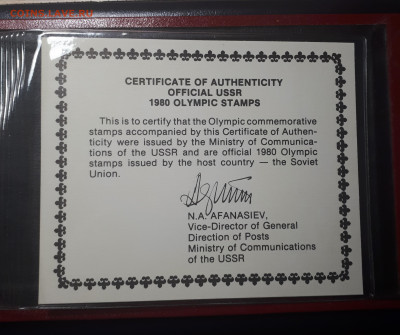 CERTIFICATE OF AUTHENTICITY
OFFICIAL USSR
1980 OLYMPIC STAMPS
This is to certify that the Olympic commemorative
stamps accompanied by this Certificate of Authen-
ticity were issued by the Ministry of Communica-
tions of the USSR and are official 1980 Olympic
stamps issued by the host country — the Soviet
Union.
N.A. AFANASIEV,
Vice-Director of General
Direction of Posts
Ministry of Communications
of the USSR